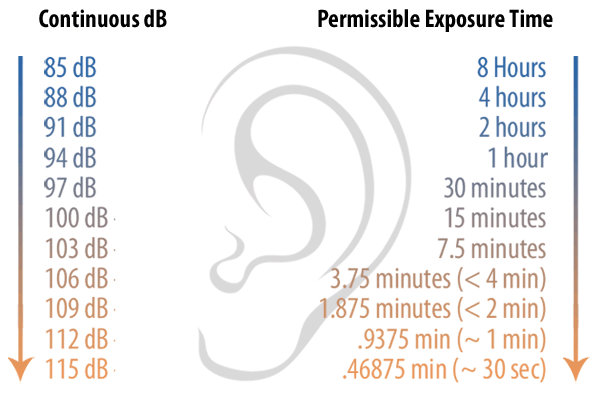 Continuous dB Permissible Exposure Time
85 dB 8 Hours
88 dB 4 hours
91 dB 2 hours
94 dB 1 hour
97 dB 30 minutes
100 dB 15 minutes
103 dB 7.5 minutes
106 dB 3.75 minutes (< 4 min)
109 dB 1.875 minutes (< 2 min)
112 dB .9375 min (~ 1 min)
115 dB .46875 min (~ 30 sec)